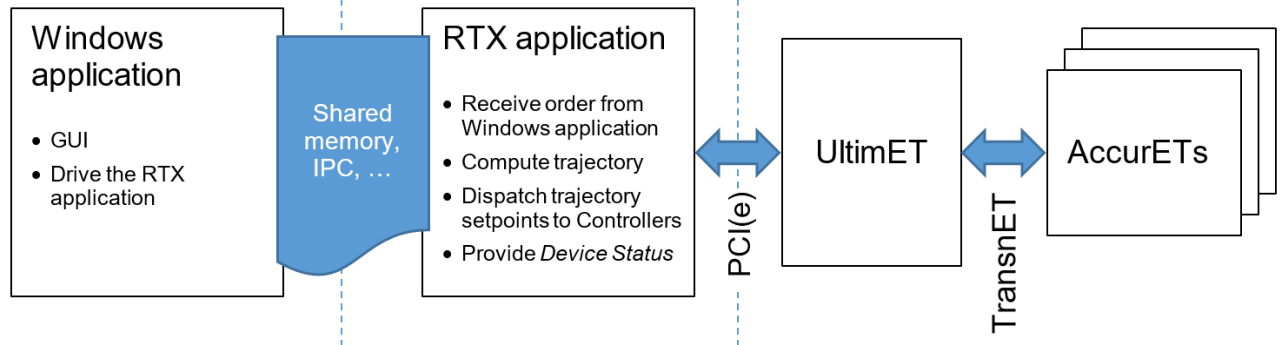 Windows
application
• GUI
• Drive the RTX
application
Shared
memory,
IPC, …
RTX application
• Receive order from
Windows application
• Compute trajectory
• Dispatch trajectory
setpoints to Controllers
• Provide Device Status
PCI(e)
UltimET
TransnET
AccurETs